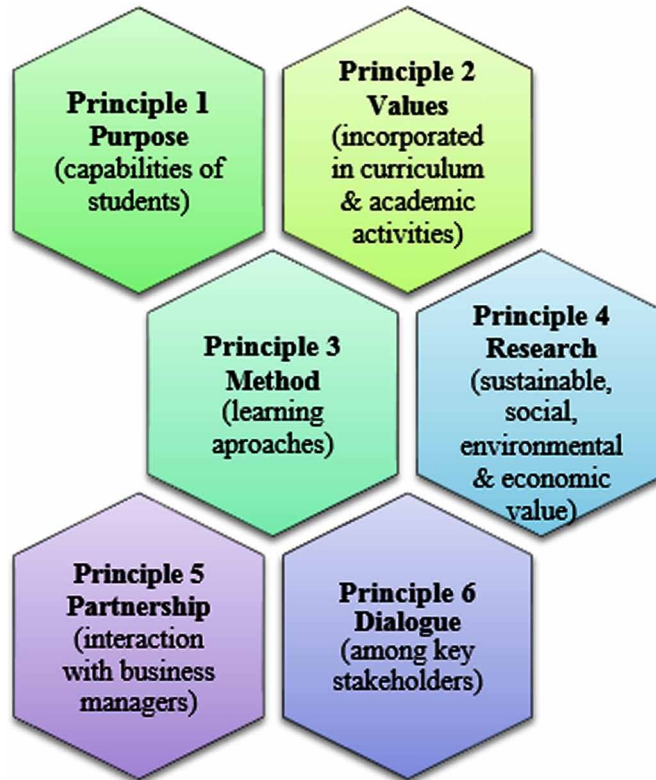 Principle 1
Purpose
(capabilities of
students)
Principle 2
Values
(incorporated
in curriculum
& academic
activities)
Principle 3
Method
(learning
aproaches)
Principle 4
Research
(sustainable,
social,
environmental
& economic
value)
Principle 5
Partnership
(interaction
with business
managers)
Principle 6
Dialogue
(among key
stakeholders)